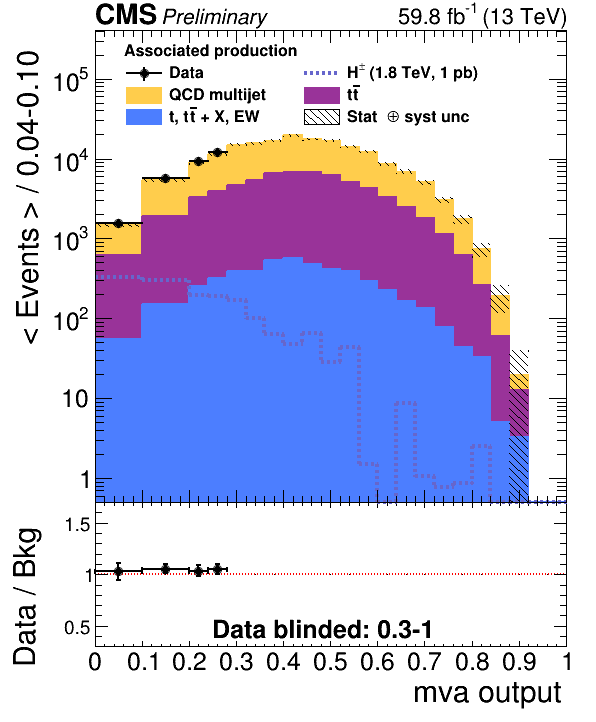 CMS Preliminary 59.8 fb⁻¹ (13 TeV)
Associated production
Data
H± (1.8 TeV, 1 pb)
QCD multijet
tt̄
t, tt̄ + X, EW
Stat ⊕ syst unc
< Events > / 0.04-0.10
10⁵
10⁴
10³
10²
10
1
Data / Bkg
1.5
1
0.5
Data blinded: 0.3-1
0 0.1 0.2 0.3 0.4 0.5 0.6 0.7 0.8 0.9 1
mva output